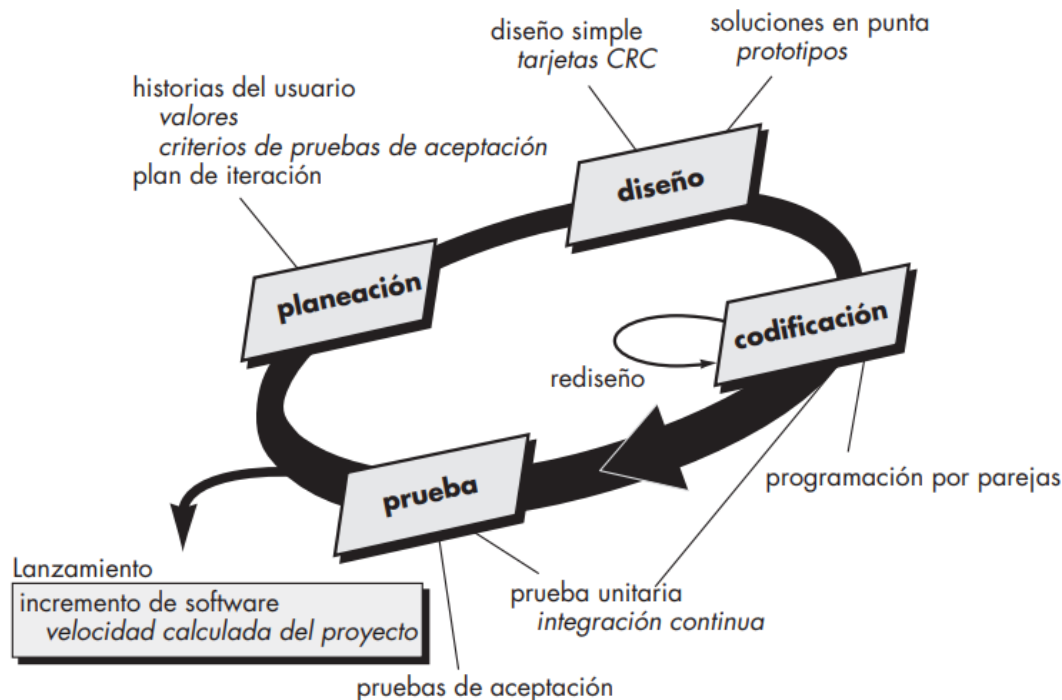 diseño simple
tarjetas CRC
soluciones en punta
prototipos
historias del usuario
valores
criterios de pruebas de aceptación
plan de iteración
diseño
planeación
codificación
rediseño
prueba
programación por parejas
Lanzamiento
incremento de software
velocidad calculada del proyecto
prueba unitaria
integración continua
pruebas de aceptación